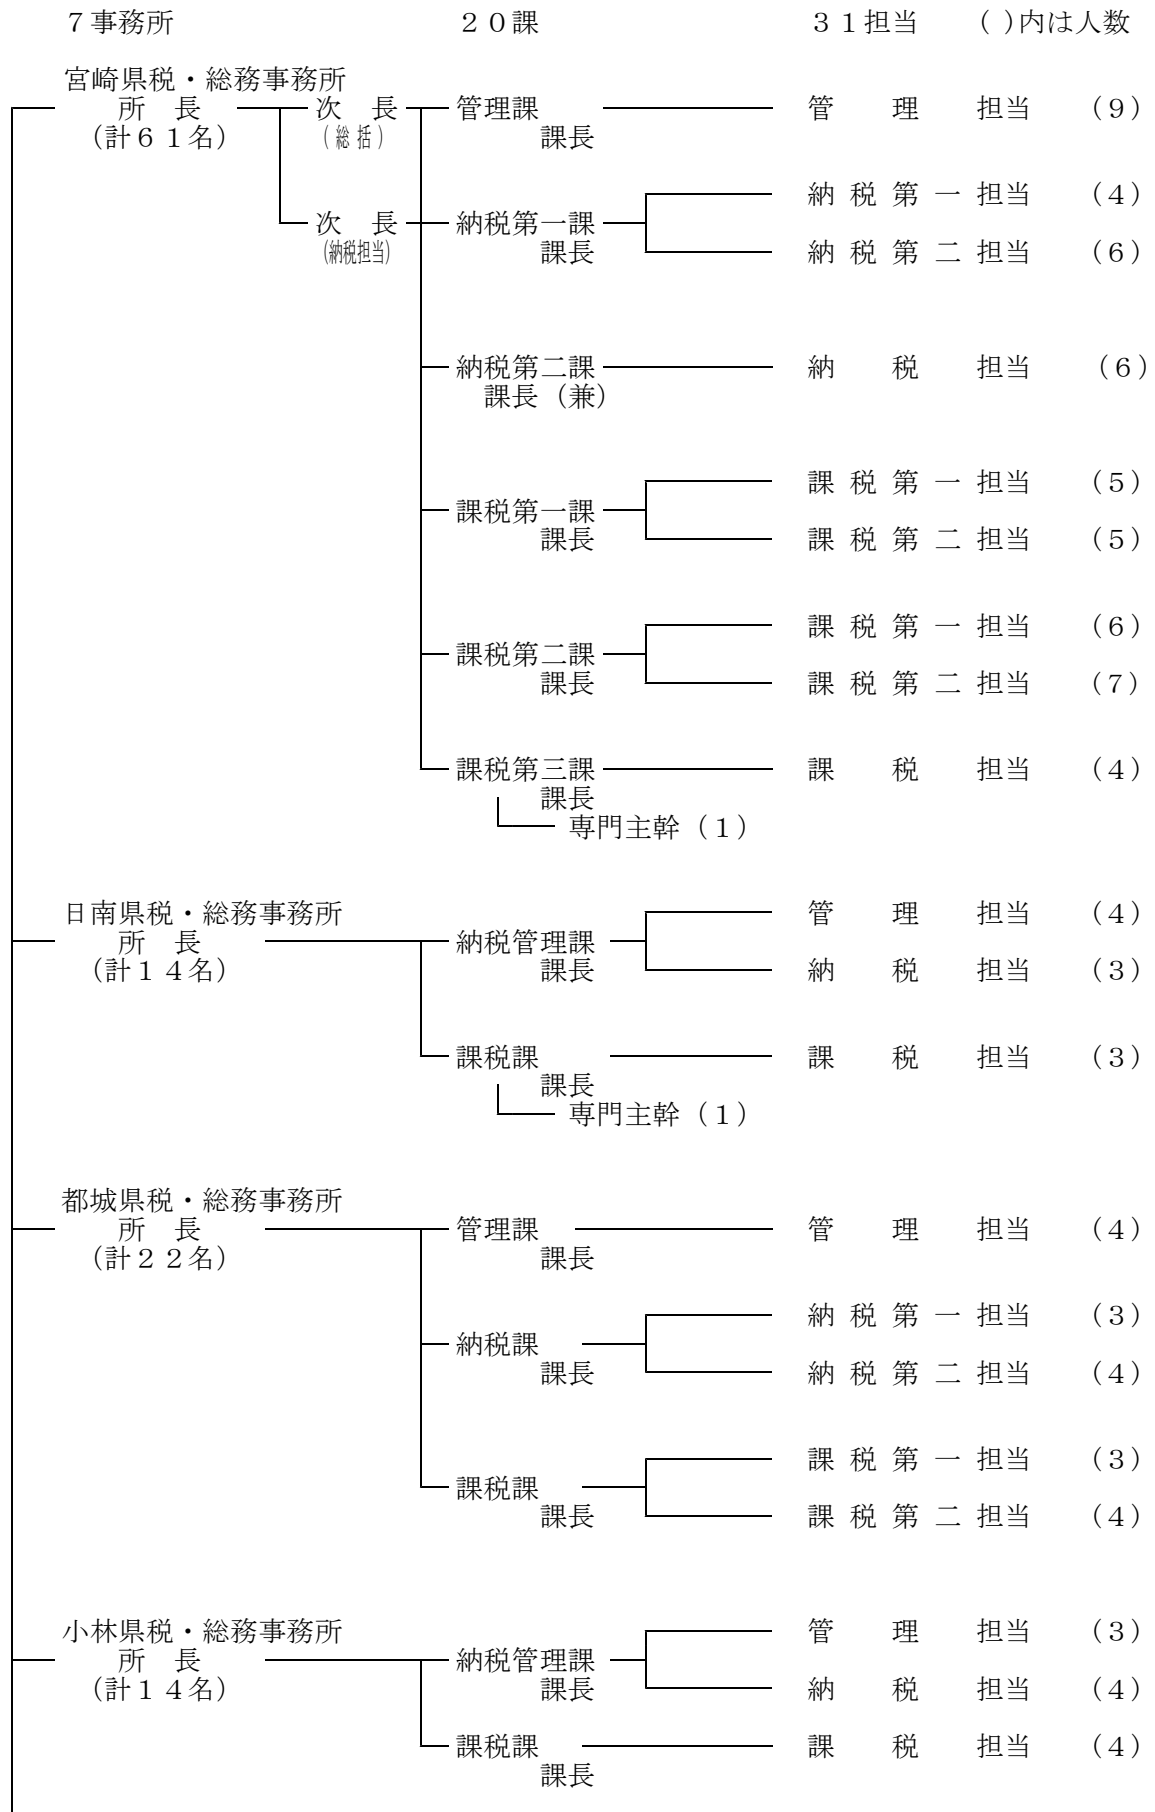 ７事務所　２０課　３１担当　( )内は人数
宮崎県税・総務事務所
所　長　次　長　管理課　管　理　担当　（９）
（計６１名）　(総括)　課長
納税第一担当　（４）
次　長　納税第一課
(納税担当)　課長　納税第二担当　（６）
納税第二課　納　税　担当　（６）
課長（兼）
課税第一担当　（５）
課税第一課
課長　課税第二担当　（５）
課税第一担当　（６）
課税第二課
課長　課税第二担当　（７）
課税第三課　課　税　担当　（４）
課長
専門主幹（１）
日南県税・総務事務所　管　理　担当　（４）
所　長　納税管理課
（計１４名）　課長　納　税　担当　（３）
課税課　課　税　担当　（３）
課長
専門主幹（１）
都城県税・総務事務所
所　長　管理課　管　理　担当　（４）
（計２２名）　課長
納税第一担当　（３）
納税課
課長　納税第二担当　（４）
課税第一担当　（３）
課税課
課長　課税第二担当　（４）
小林県税・総務事務所　管　理　担当　（３）
所　長　納税管理課
（計１４名）　課長　納　税　担当　（４）
課税課　課　税　担当　（４）
課長